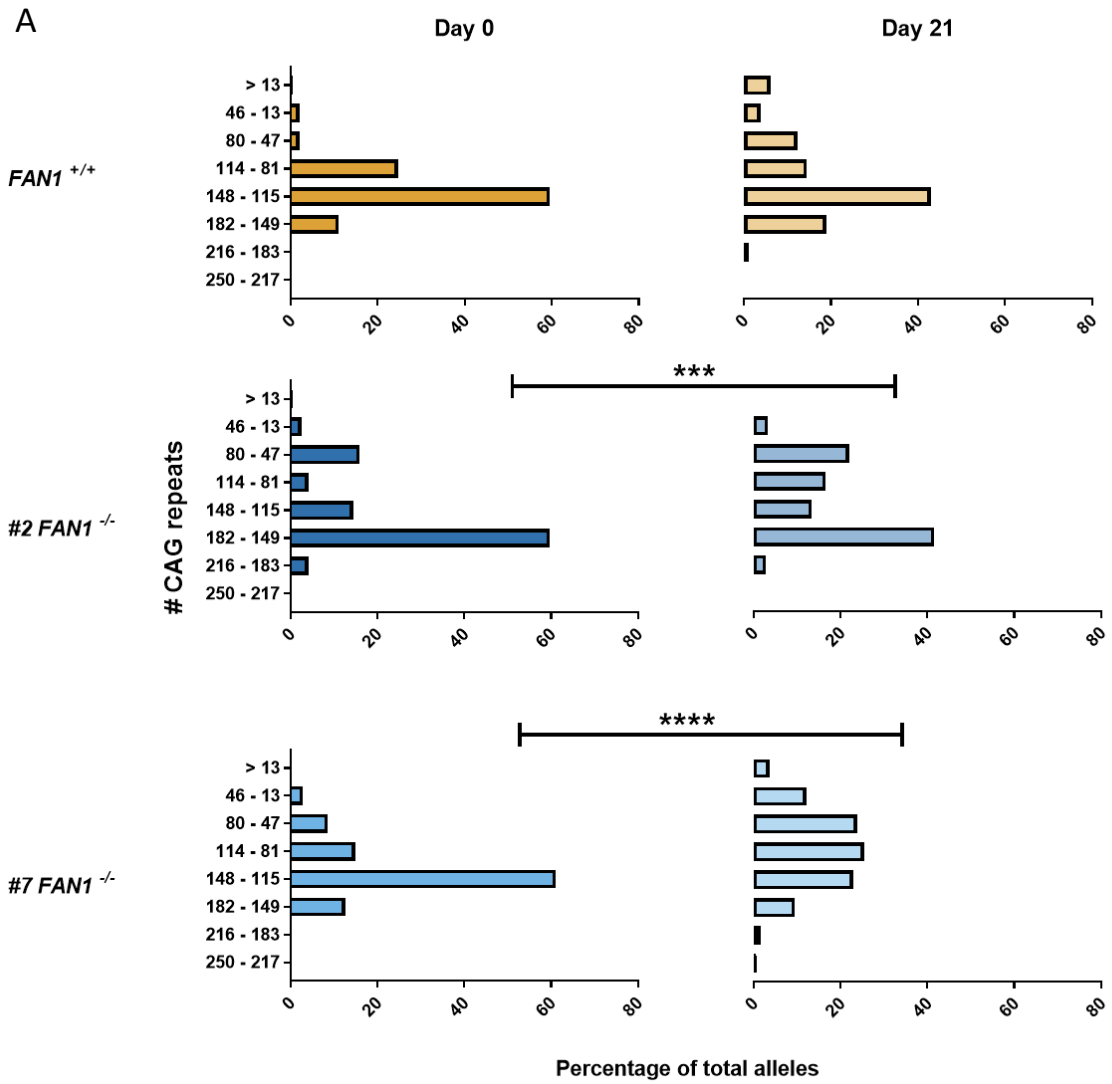 A
Day 0
Day 21
FAN1 +/+
> 13
46 - 13
80 - 47
114 - 81
148 - 115
182 - 149
216 - 183
250 - 217
0 20 40 60 80
0 20 40 60 80
# CAG repeats
#2 FAN1 -/-
***
> 13
46 - 13
80 - 47
114 - 81
148 - 115
182 - 149
216 - 183
250 - 217
0 20 40 60 80
0 20 40 60 80
#7 FAN1 -/-
****
> 13
46 - 13
80 - 47
114 - 81
148 - 115
182 - 149
216 - 183
250 - 217
0 20 40 60 80
0 20 40 60 80
Percentage of total alleles